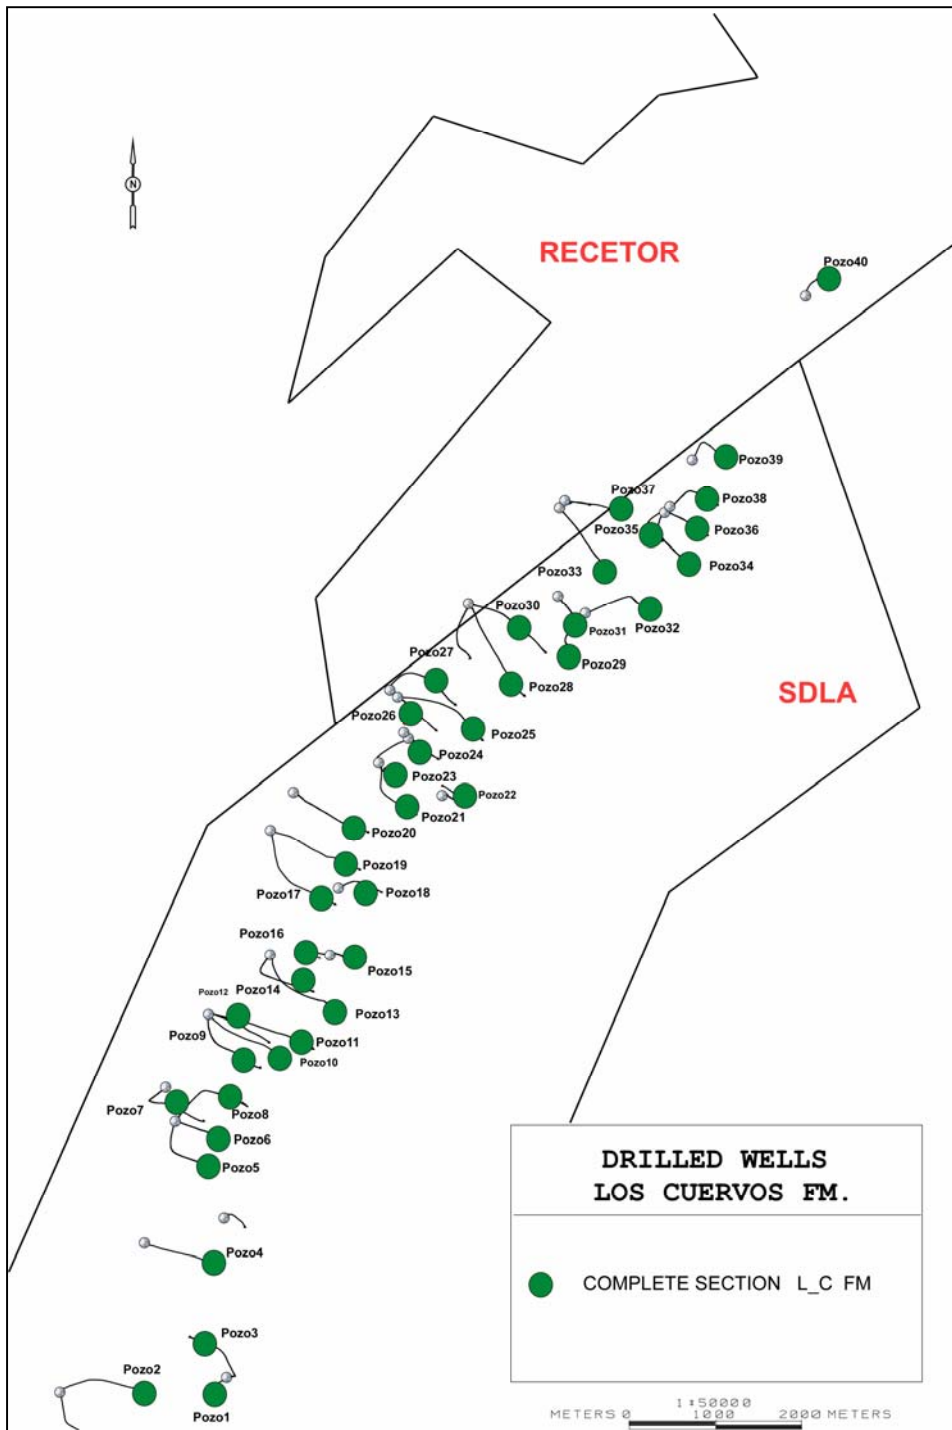 N
RECETOR
Pozo40
Pozo39
Pozo37
Pozo38
Pozo35
Pozo36
Pozo34
Pozo33
Pozo30
Pozo32
Pozo31
Pozo27
Pozo29
Pozo28
SDLA
Pozo26
Pozo25
Pozo24
Pozo23
Pozo22
Pozo21
Pozo20
Pozo19
Pozo17
Pozo18
Pozo16
Pozo15
Pozo12
Pozo14
Pozo13
Pozo9
Pozo11
Pozo10
Pozo7
Pozo8
Pozo6
Pozo5
Pozo4
Pozo3
Pozo2
Pozo1
DRILLED WELLS
LOS CUERVOS FM.
COMPLETE SECTION L_C FM
1:50000
METERS 0 1000 2000 METERS